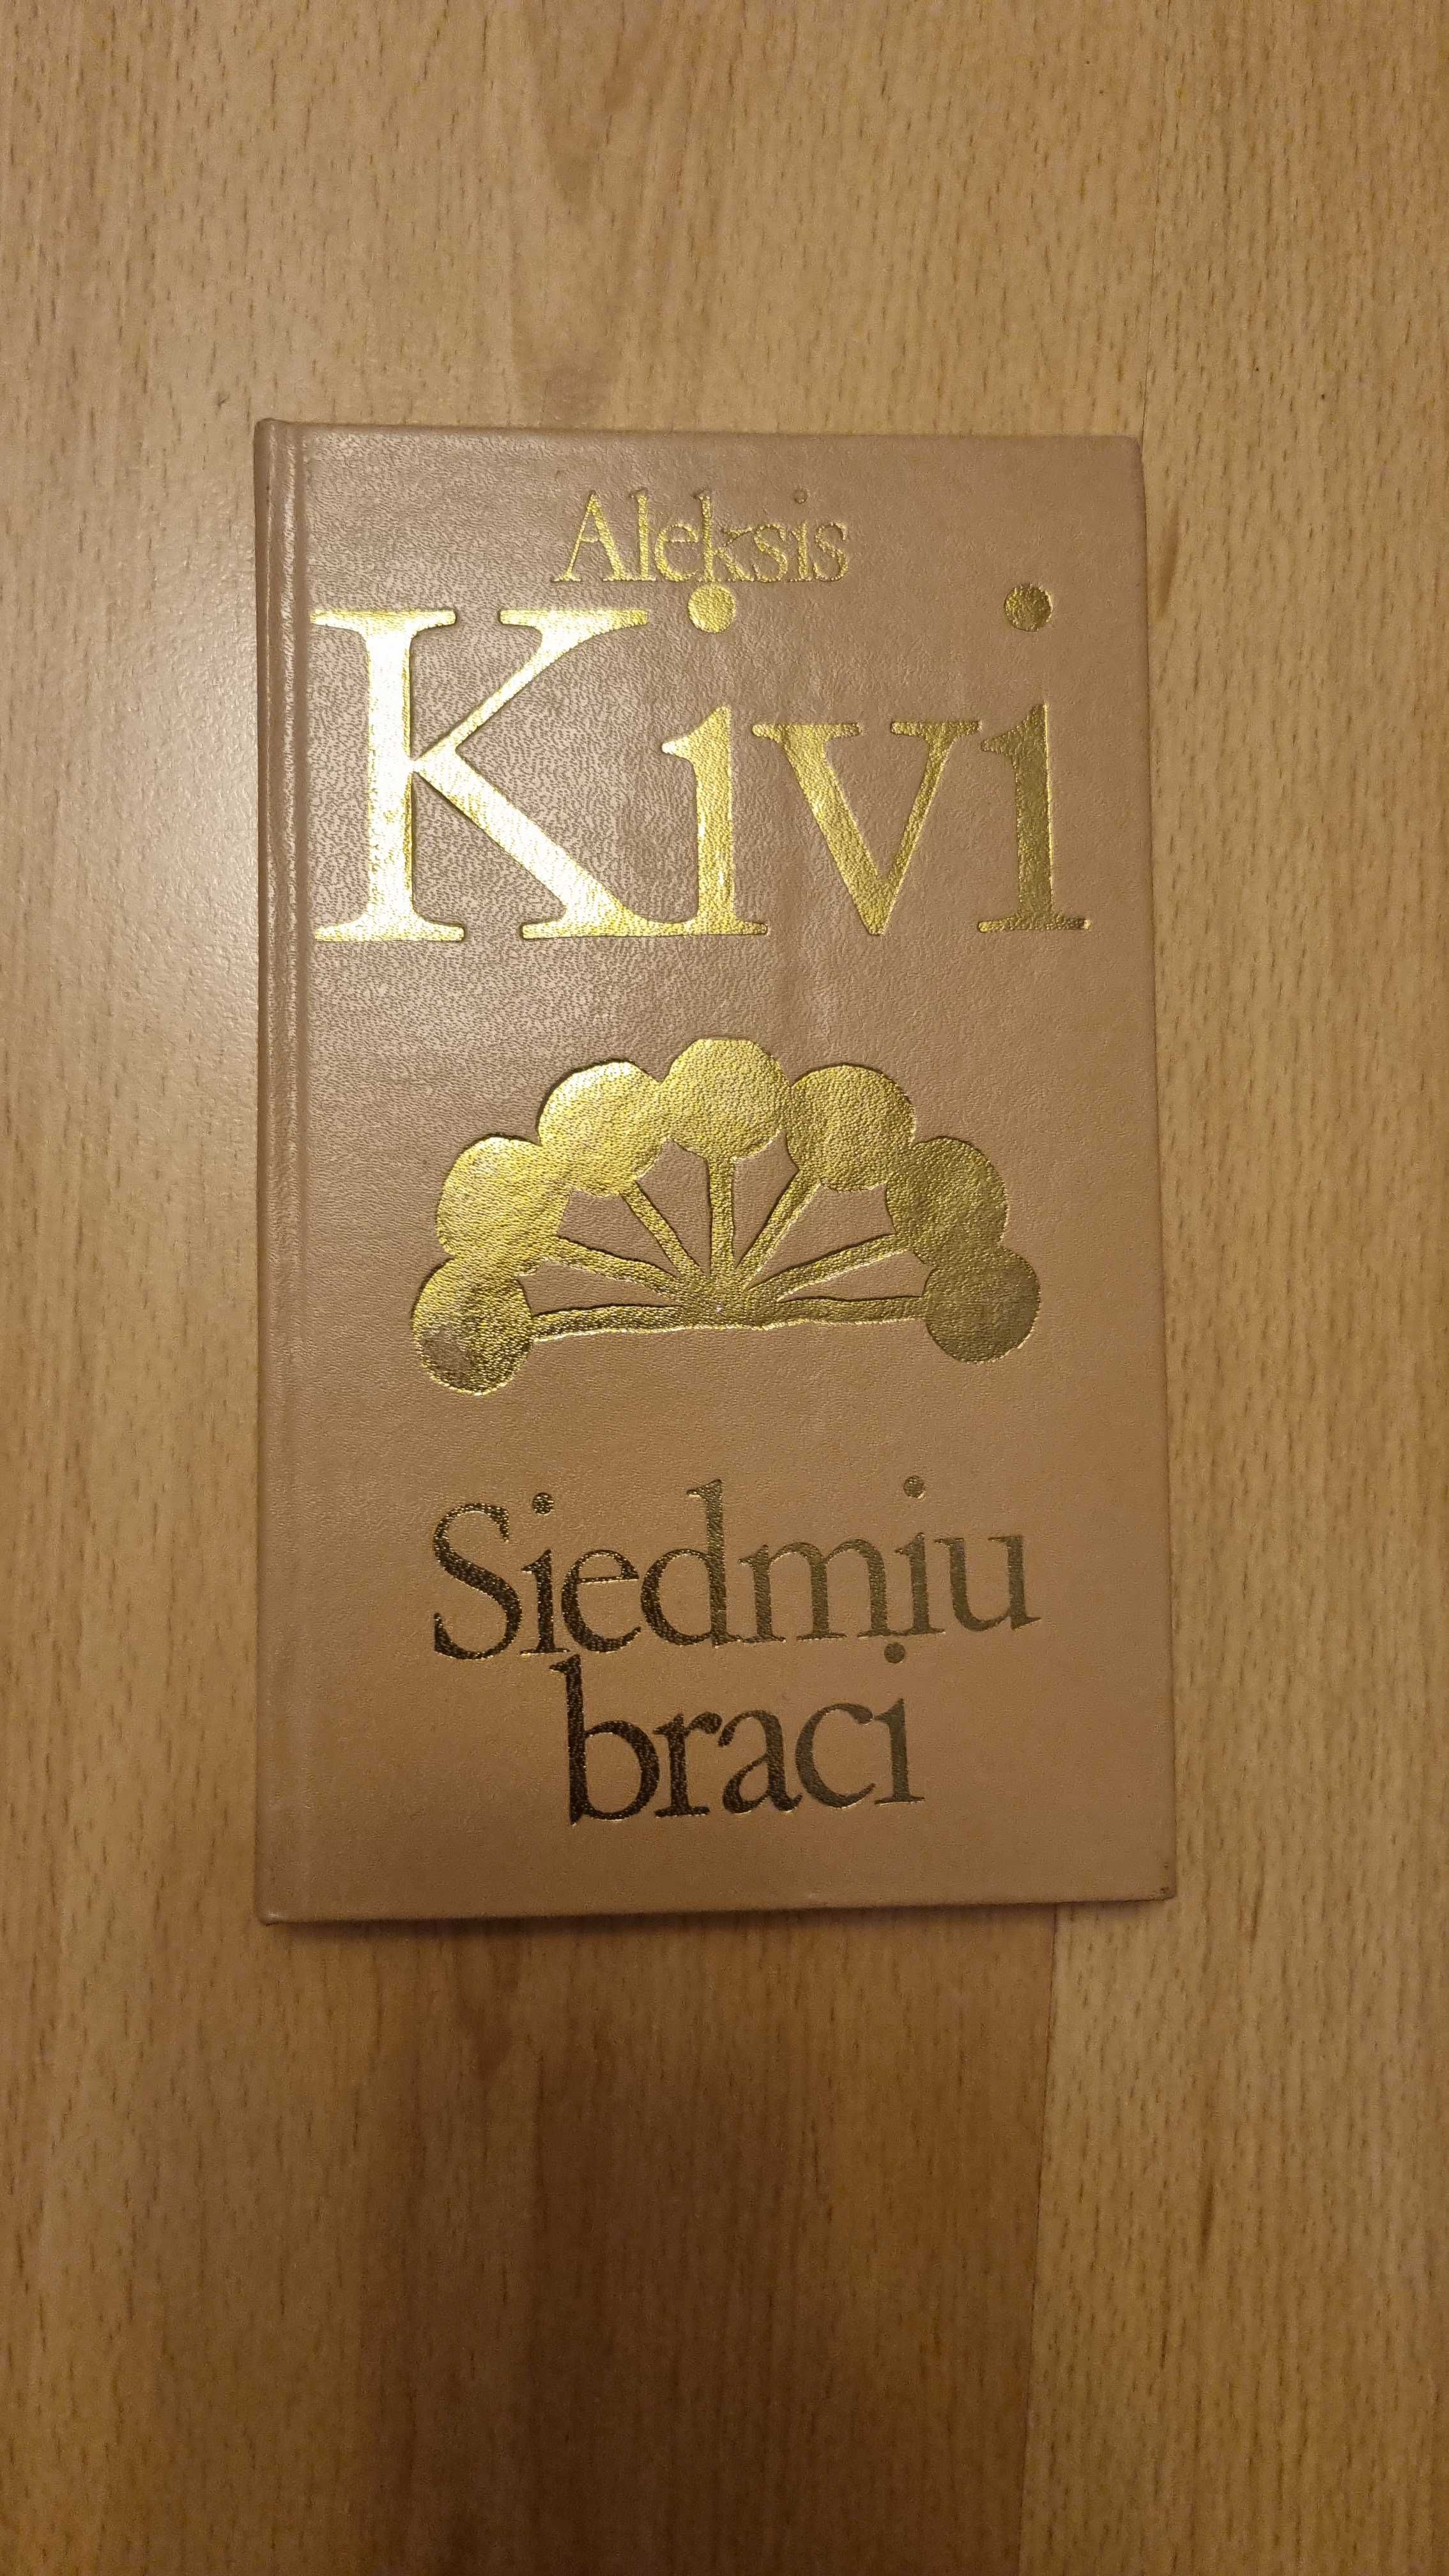 Aleksis
Kivi
Siedmiu
braci